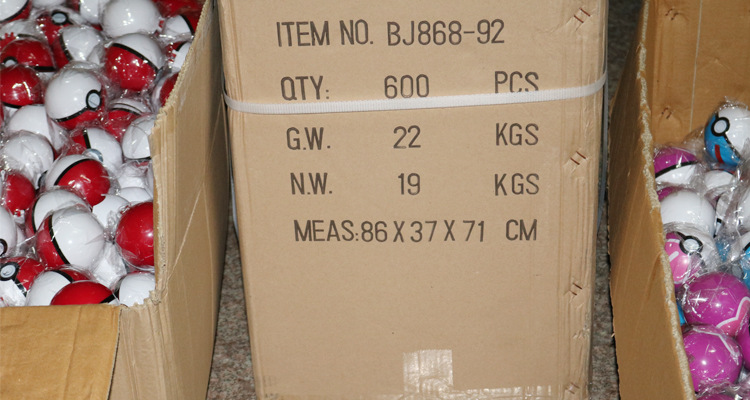 ITEM NO. BJ868-92
QTY: 600 PCS
G.W. 22 KGS
N.W. 19 KGS
MEAS: 86 X 37 X 71 CM